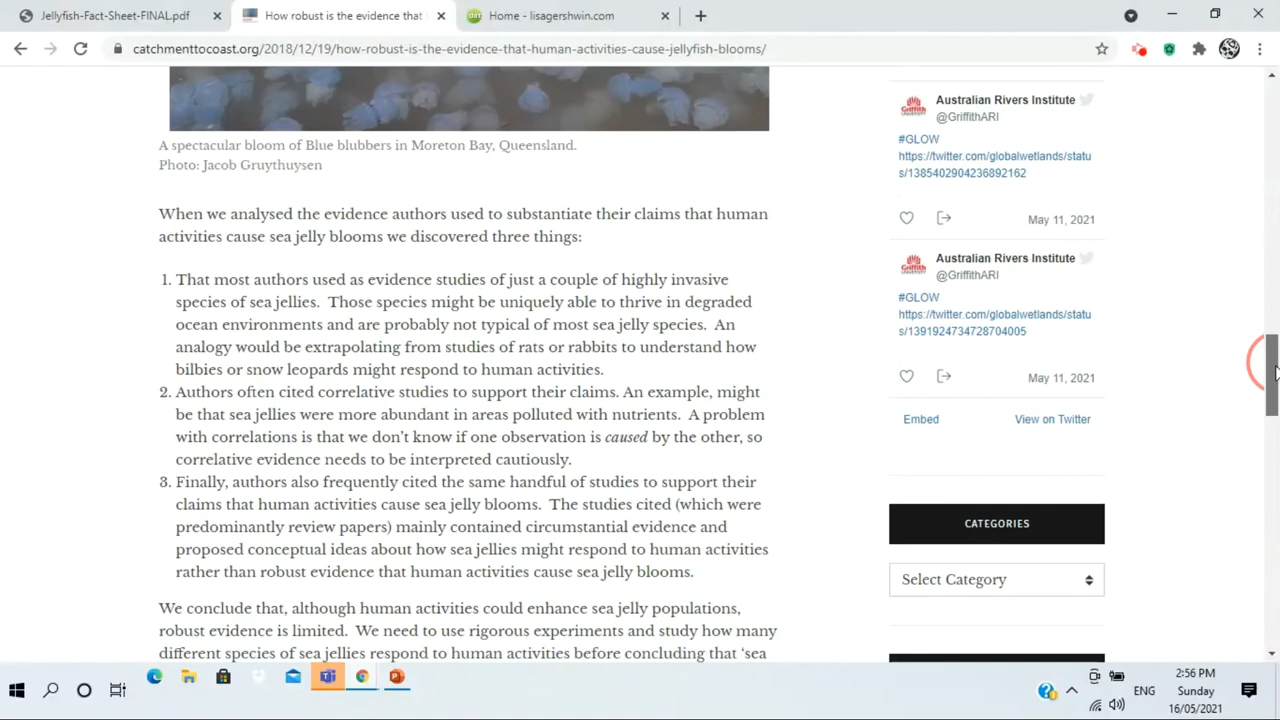 Jellyfish-Fact-Sheet-FINAL.pdf
How robust is the evidence that
Home - lisagershwin.com
catchmenttocoast.org/2018/12/19/how-robust-is-the-evidence-that-human-activities-cause-jellyfish-blooms/
A spectacular bloom of Blue blubbers in Moreton Bay, Queensland.
Photo: Jacob Gruythuysen
When we analysed the evidence authors used to substantiate their claims that human
activities cause sea jelly blooms we discovered three things:
1. That most authors used as evidence studies of just a couple of highly invasive
species of sea jellies. Those species might be uniquely able to thrive in degraded
ocean environments and are probably not typical of most sea jelly species. An
analogy would be extrapolating from studies of rats or rabbits to understand how
bilbies or snow leopards might respond to human activities.
2. Authors often cited correlative studies to support their claims. An example, might
be that sea jellies were more abundant in areas polluted with nutrients. A problem
with correlations is that we don't know if one observation is caused by the other, so
correlative evidence needs to be interpreted cautiously.
3. Finally, authors also frequently cited the same handful of studies to support their
claims that human activities cause sea jelly blooms. The studies cited (which were
predominantly review papers) mainly contained circumstantial evidence and
proposed conceptual ideas about how sea jellies might respond to human activities
rather than robust evidence that human activities cause sea jelly blooms.
We conclude that, although human activities could enhance sea jelly populations,
robust evidence is limited. We need to use rigorous experiments and study how many
different species of sea jellies respond to human activities before concluding that 'sea
Australian Rivers Institute
@GriffithARI
#GLOW
https://twitter.com/globalwetlands/statu
s/1385402904236892162
May 11, 2021
Australian Rivers Institute
@GriffithARI
#GLOW
https://twitter.com/globalwetlands/statu
s/1391924734728704005
May 11, 2021
Embed
View on Twitter
CATEGORIES
Select Category
ENG
2:56 PM
Sunday
16/05/2021